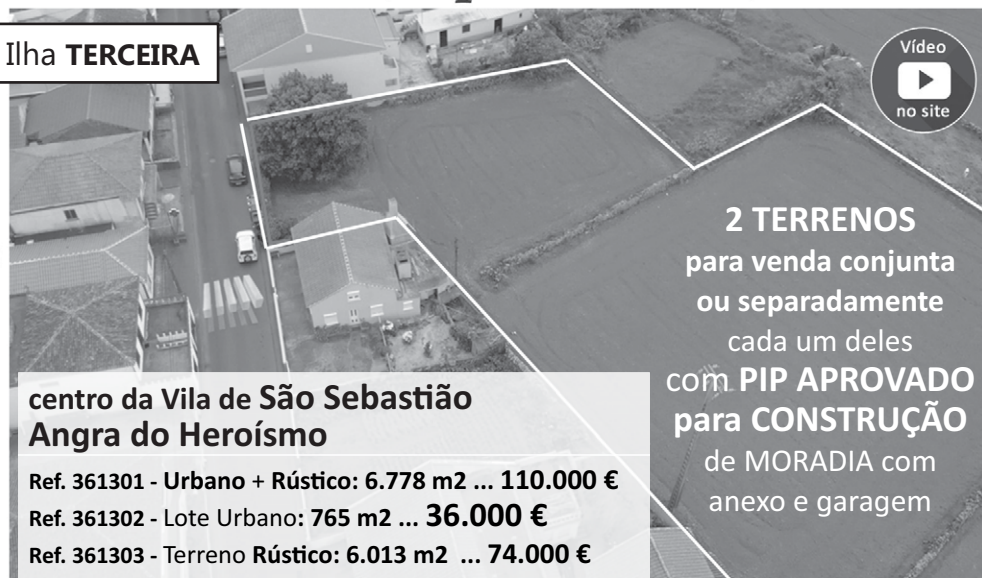 Ilha TERCEIRA
Vídeo
no site
2 TERRENOS
para venda conjunta
ou separadamente
cada um deles
com PIP APROVADO
para CONSTRUÇÃO
de MORADIA com
anexo e garagem
centro da Vila de São Sebastião
Angra do Heroísmo
Ref. 361301 - Urbano + Rústico: 6.778 m2 ... 110.000 €
Ref. 361302 - Lote Urbano: 765 m2 ... 36.000 €
Ref. 361303 - Terreno Rústico: 6.013 m2 ... 74.000 €